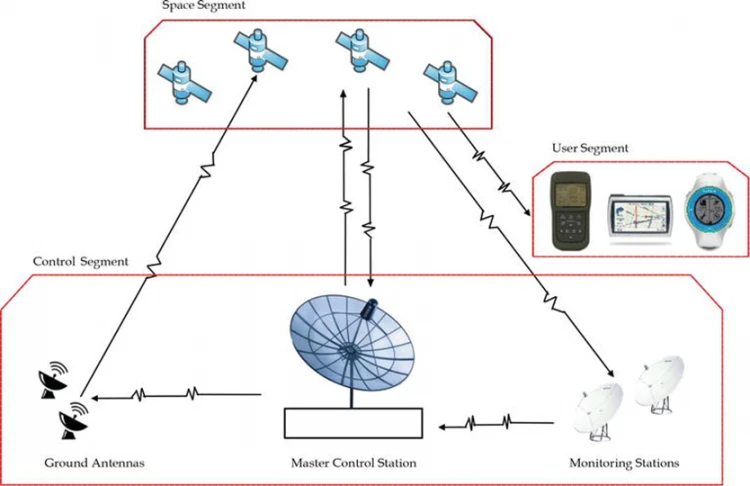 Space Segment
User Segment
Control Segment
Ground Antennas
Master Control Station
Monitoring Stations